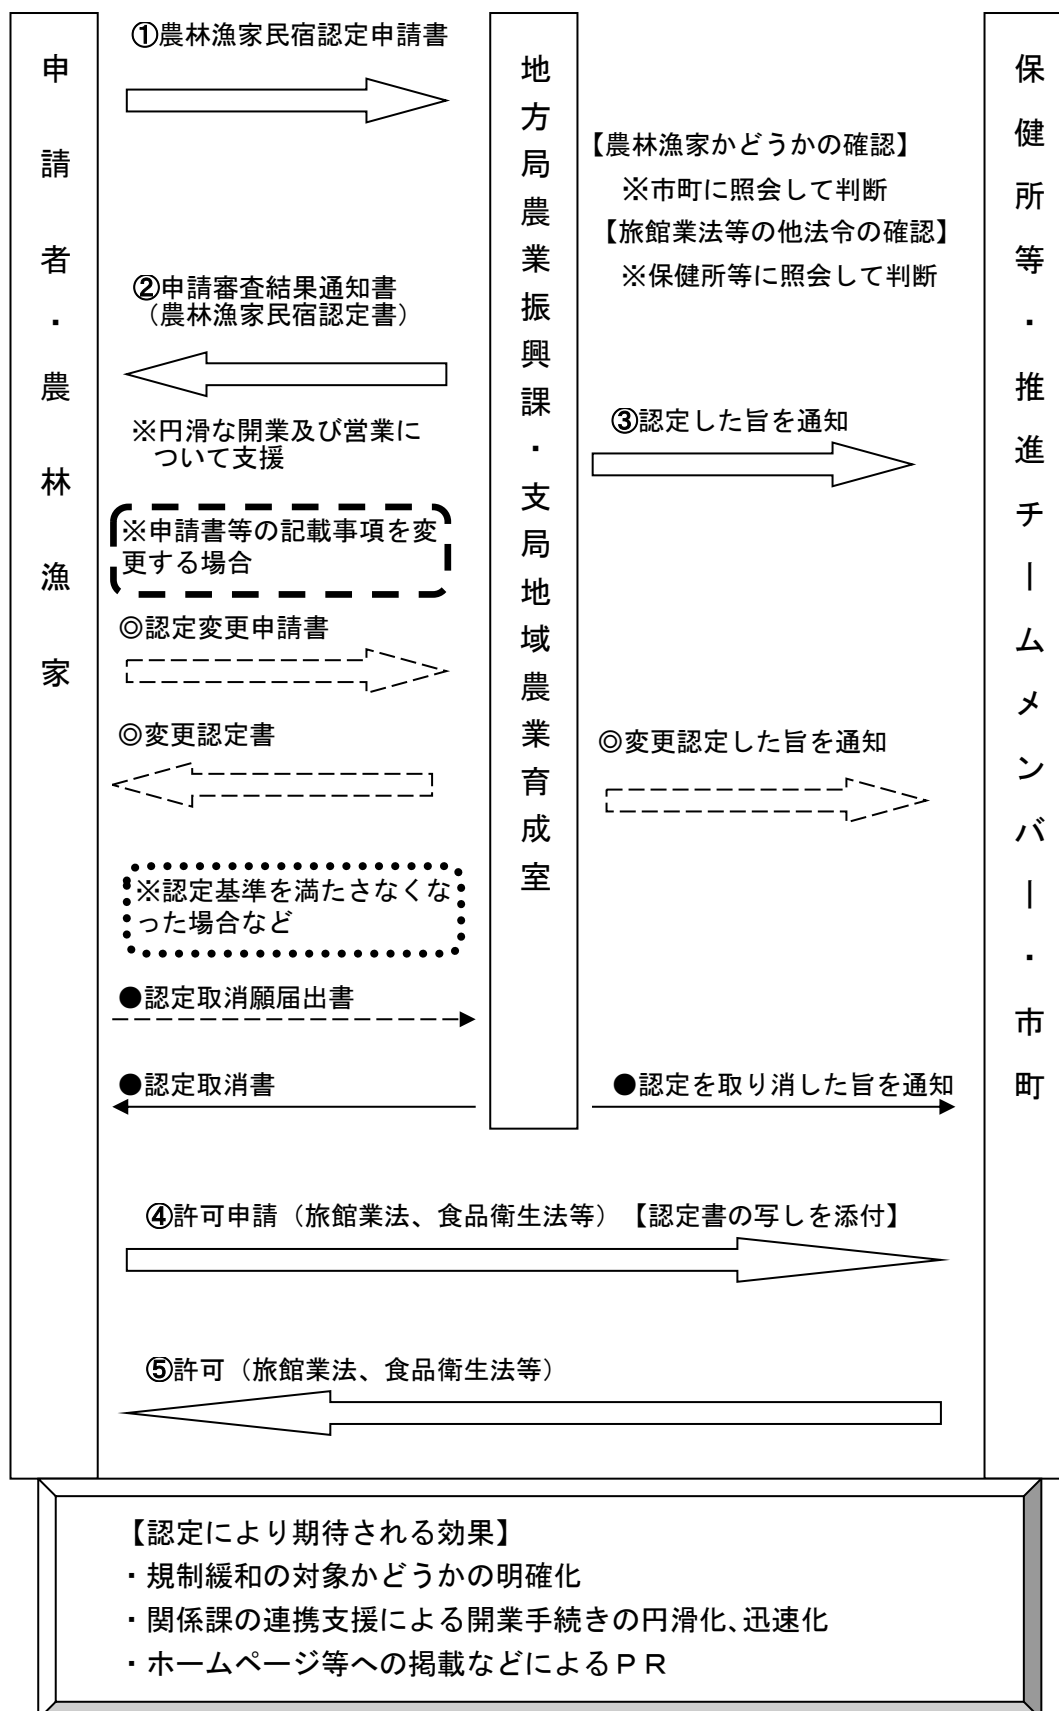 申請者・農林漁家
①農林漁家民宿認定申請書
地方局農業振興課・支局地域農業育成室
保健所等・推進チームメンバー・市町
【農林漁家かどうかの確認】
※市町に照会して判断
【旅館業法等の他法令の確認】
※保健所等に照会して判断
②申請審査結果通知書
（農林漁家民宿認定書）
※円滑な開業及び営業に
ついて支援
③認定した旨を通知
※申請書等の記載事項を変
更する場合
◎認定変更申請書
◎変更認定書
◎変更認定した旨を通知
※認定基準を満たさなくな
った場合など
●認定取消願届出書
●認定取消書
●認定を取り消した旨を通知
④許可申請（旅館業法、食品衛生法等）【認定書の写しを添付】
⑤許可（旅館業法、食品衛生法等）
【認定により期待される効果】
・規制緩和の対象かどうかの明確化
・関係課の連携支援による開業手続きの円滑化、迅速化
・ホームページ等への掲載などによるＰＲ